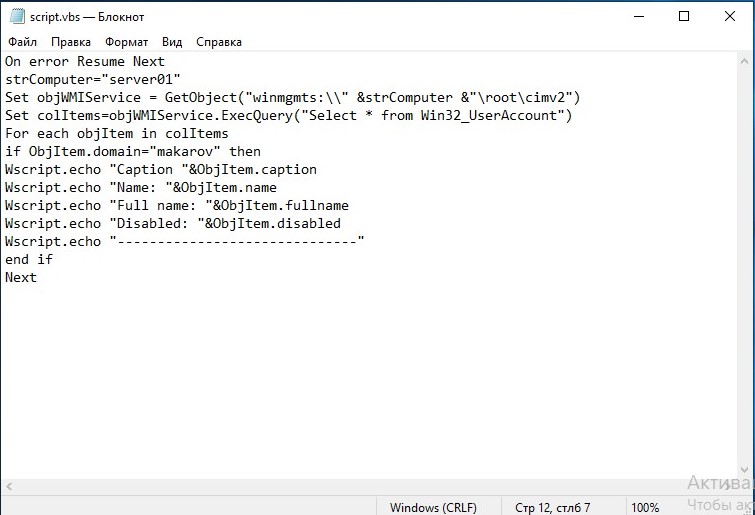 script.vbs — Блокнот
Файл Правка Формат Вид Справка
On error Resume Next
strComputer="server01"
Set objWMIService = GetObject("winmgmts:\\" &strComputer &"\root\cimv2")
Set colItems=objWMIService.ExecQuery("Select * from Win32_UserAccount")
For each objItem in colItems
if ObjItem.domain="makarov" then
Wscript.echo "Caption "&ObjItem.caption
Wscript.echo "Name: "&ObjItem.name
Wscript.echo "Full name: "&ObjItem.fullname
Wscript.echo "Disabled: "&ObjItem.disabled
Wscript.echo "------------------------------"
end if
Next
Актива
Windows (CRLF) Стр 12, стлб 7 100% Чтобы ак